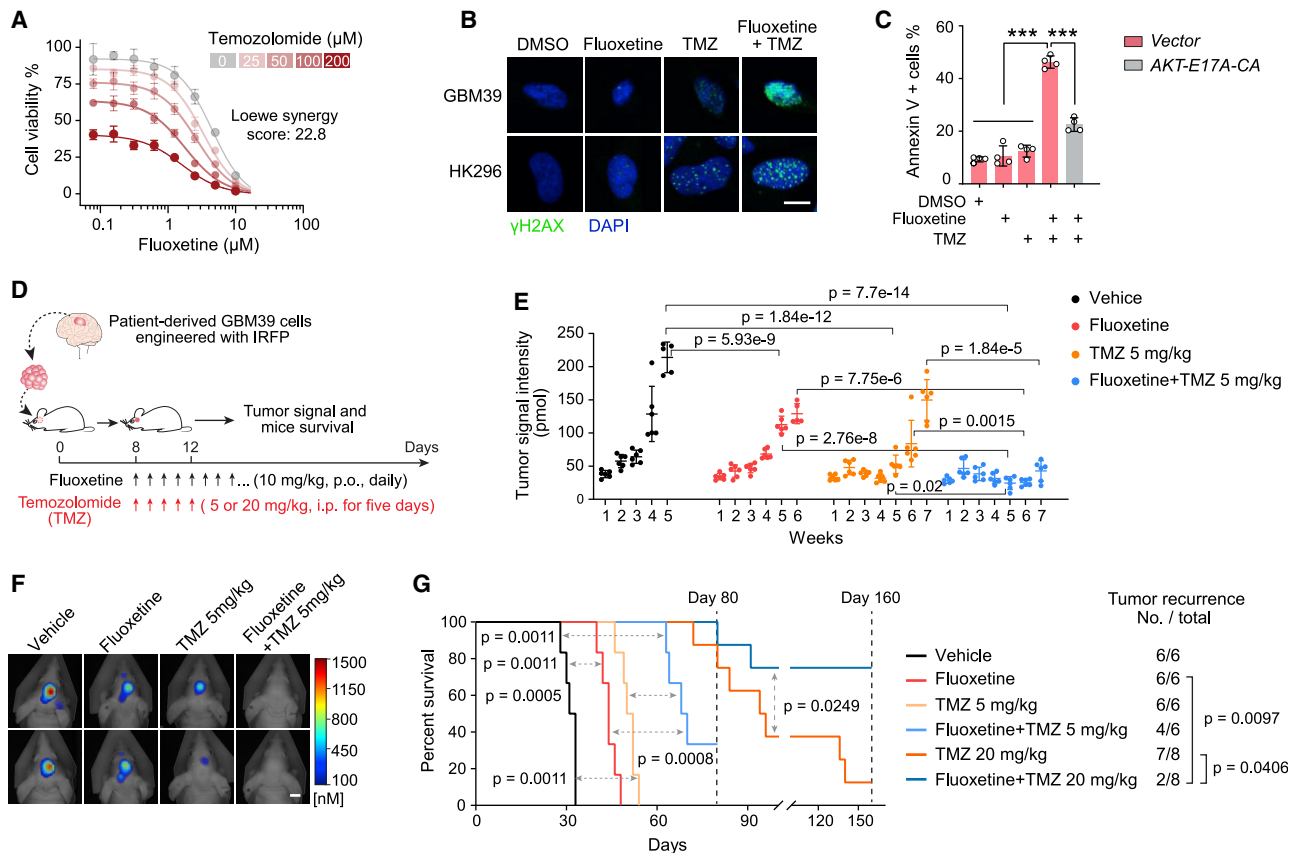 A
Temozolomide (µM)
0 25 50 100 200
Loewe synergy
score: 22.8
Cell viability %
100
75
50
25
0
0.1 1 10 100
Fluoxetine (µM)
B
DMSO Fluoxetine TMZ Fluoxetine
+ TMZ
GBM39
HK296
γH2AX DAPI
C
Annexin V + cells %
60
40
20
0
*** ***
Vector
AKT-E17A-CA
DMSO +
Fluoxetine + + +
TMZ + + +
D
Patient-derived GBM39 cells
engineered with IRFP
Tumor signal and
mice survival
0 8 12 Days
Fluoxetine ... (10 mg/kg, p.o., daily)
Temozolomide
(TMZ)
( 5 or 20 mg/kg, i.p. for five days)
E
Tumor signal intensity
(pmol)
250
200
150
100
50
0
p = 7.7e-14
p = 1.84e-12
p = 5.93e-9
p = 1.84e-5
p = 7.75e-6
p = 0.0015
p = 2.76e-8
p = 0.02
1 2 3 4 5 1 2 3 4 5 6 1 2 3 4 5 6 7 1 2 3 4 5 6 7
Weeks
Vehice
Fluoxetine
TMZ 5 mg/kg
Fluoxetine+TMZ 5 mg/kg
F
Vehicle
Fluoxetine
TMZ 5mg/kg
Fluoxetine
+TMZ 5mg/kg
1500
1150
800
450
100
[nM]
G
Percent survival
100
80
60
40
20
0
Day 80
Day 160
p = 0.0011
p = 0.0011
p = 0.0005
p = 0.0011
p = 0.0008
p = 0.0249
0 30 60 90 120 150
Days
Tumor recurrence
No. / total
Vehicle 6/6
Fluoxetine 6/6
TMZ 5 mg/kg 6/6
Fluoxetine+TMZ 5 mg/kg 4/6
TMZ 20 mg/kg 7/8
Fluoxetine+TMZ 20 mg/kg 2/8
p = 0.0097
p = 0.0406